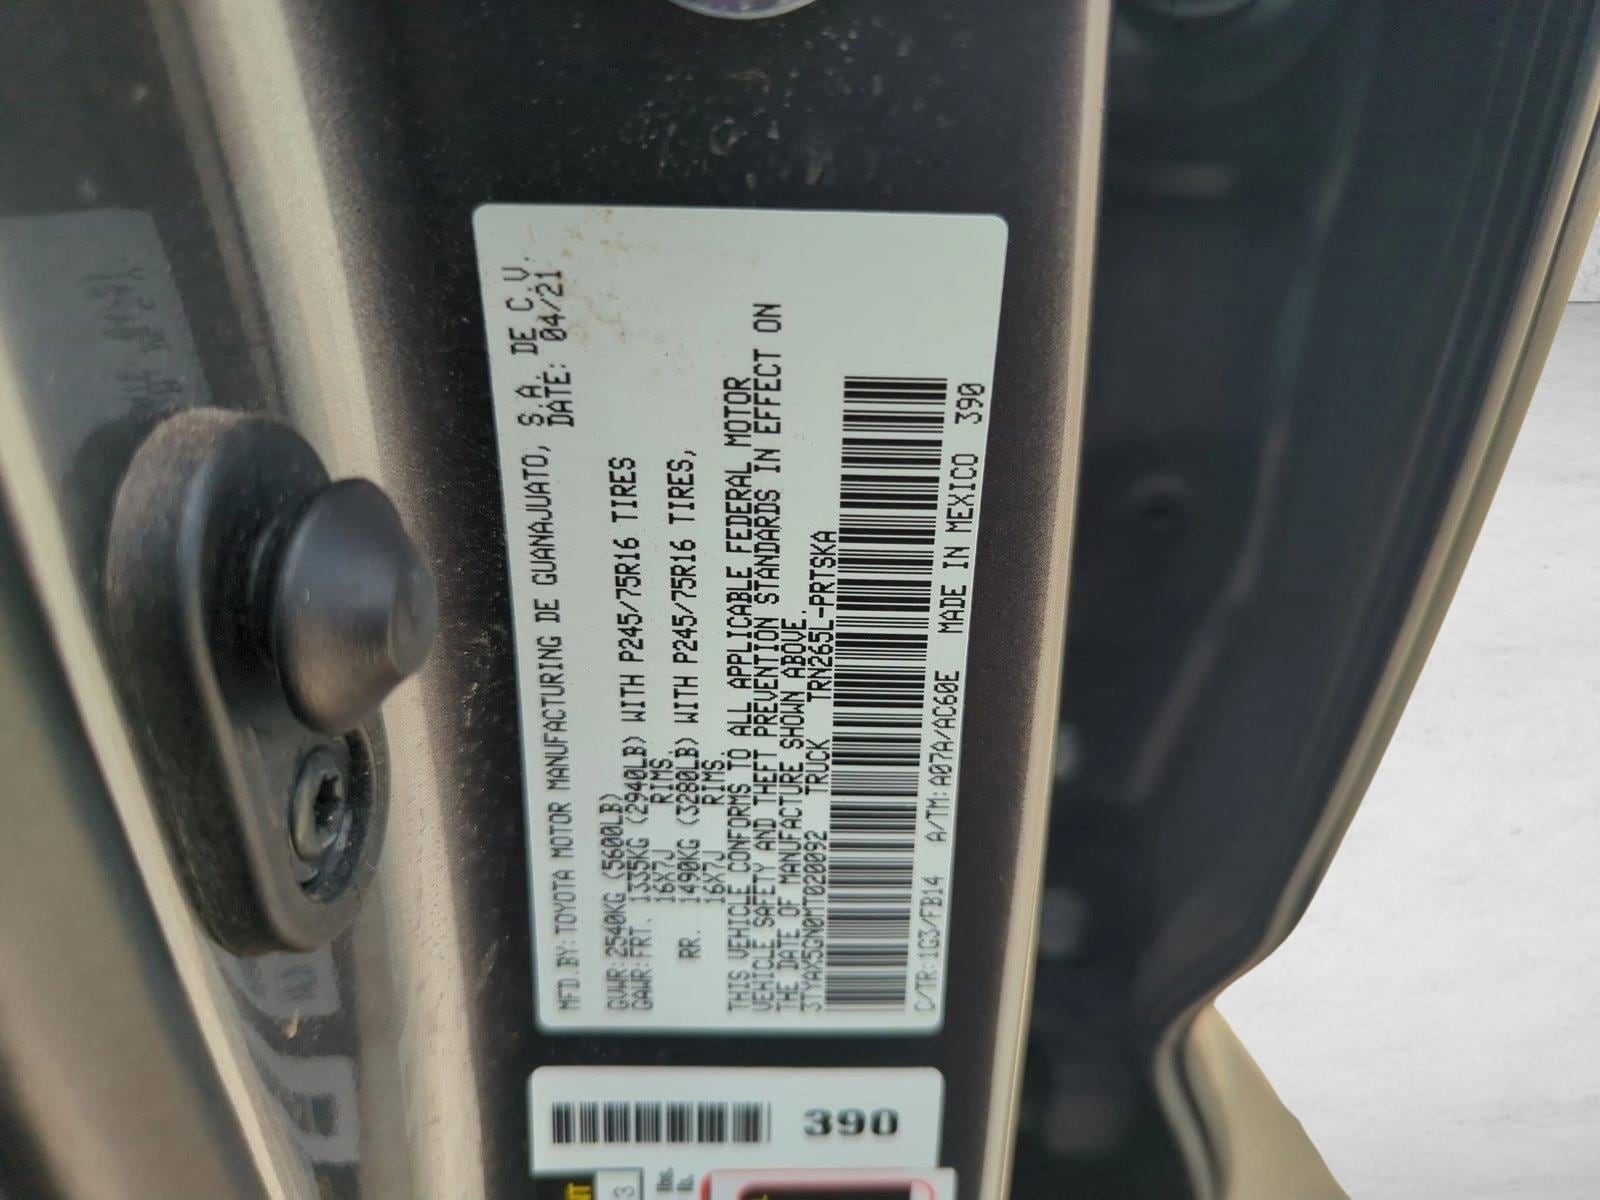 MFD.BY:TOYOTA MOTOR MANUFACTURING DE GUANAJUATO, S.A. DE C.V.
DATE: 04/21
GVWR:2540KG (5600LB)
GAWR:FRT. 1335KG (2940LB) WITH P245/75R16 TIRES
16X7J RIMS.
RR. 1490KG (3280LB) WITH P245/75R16 TIRES,
16X7J RIMS.
THIS VEHICLE CONFORMS TO ALL APPLICABLE FEDERAL MOTOR
VEHICLE SAFETY AND THEFT PREVENTION STANDARDS IN EFFECT ON
THE DATE OF MANUFACTURE SHOWN ABOVE.
3TYAX5GN0MT020092 TRUCK TRN265L-PRTSKA
C/TR:1G3/FB14 A/TM:A07A/AC60E MADE IN MEXICO 390
390
3
lbs.
lb.